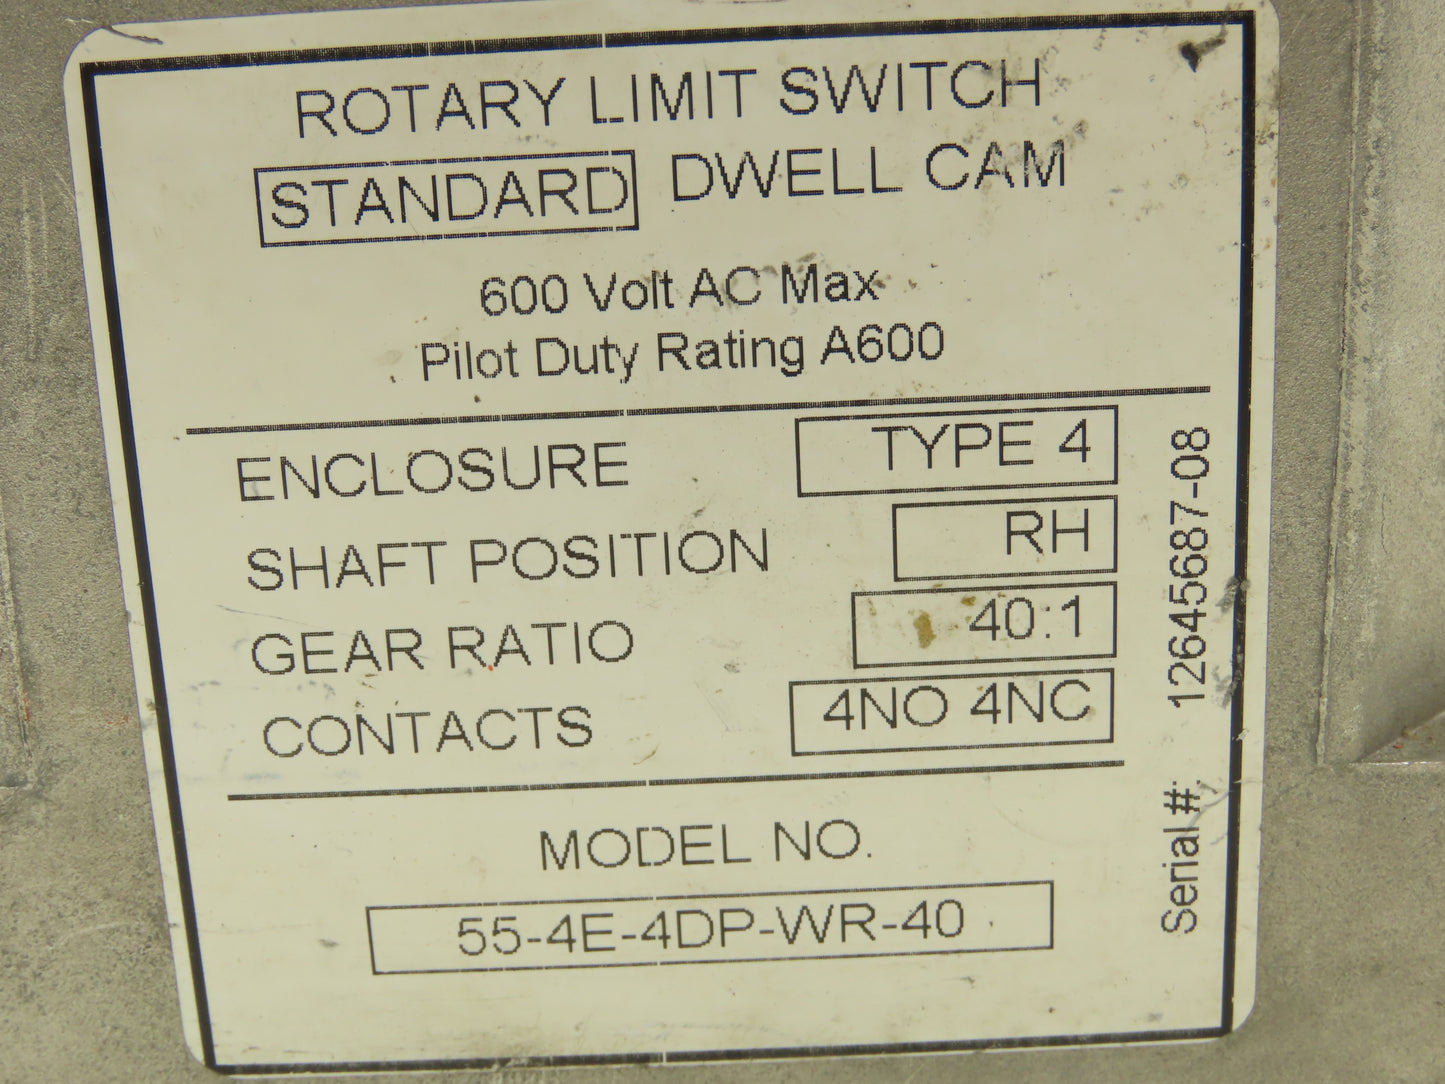 ROTARY LIMIT SWITCH
STANDARD DWELL CAM
600 Volt AC Max
Pilot Duty Rating A600
ENCLOSURE TYPE 4
SHAFT POSITION RH
GEAR RATIO 40:1
CONTACTS 4NO 4NC
MODEL NO.
55-4E-4DP-WR-40
Serial #: 12645687-08